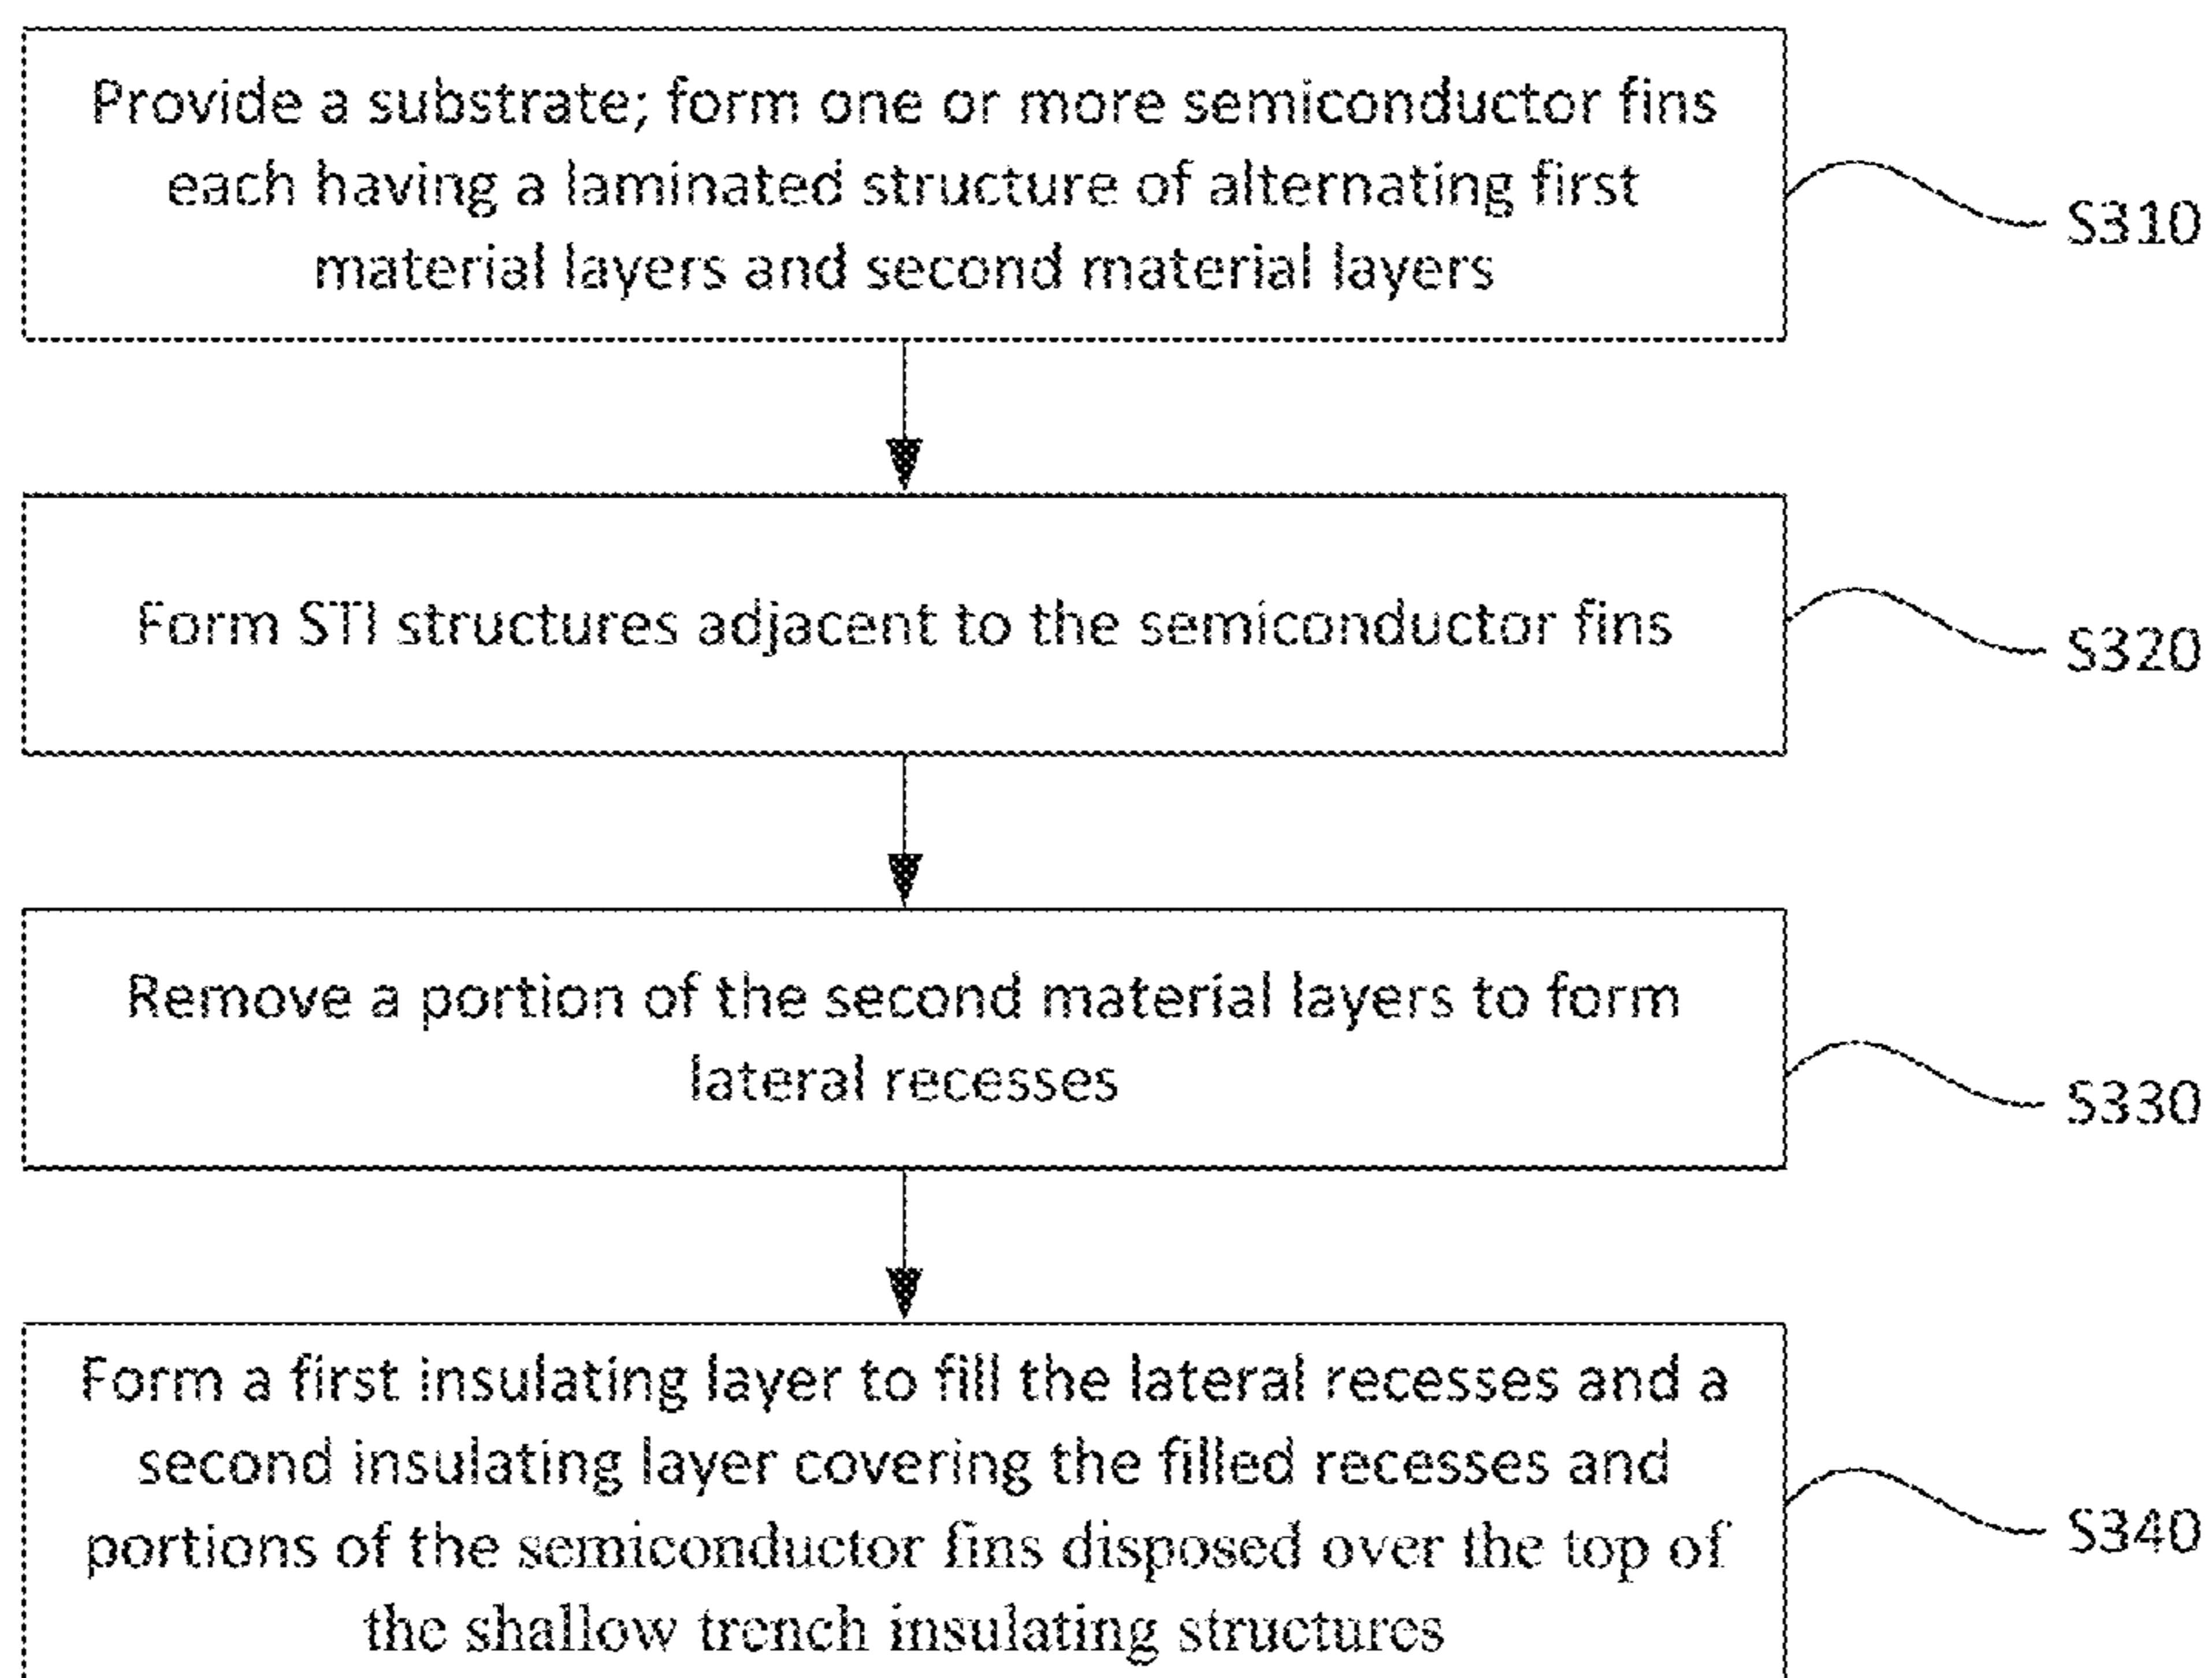 Provide a substrate; form one or more semiconductor fins
each having a laminated structure of alternating first
material layers and second material layers
S310
Form STI structures adjacent to the semiconductor fins
S320
Remove a portion of the second material layers to form
lateral recesses
S330
Form a first insulating layer to fill the lateral recesses and a
second insulating layer covering the filled recesses and
portions of the semiconductor fins disposed over the top of
the shallow trench insulating structures
S340